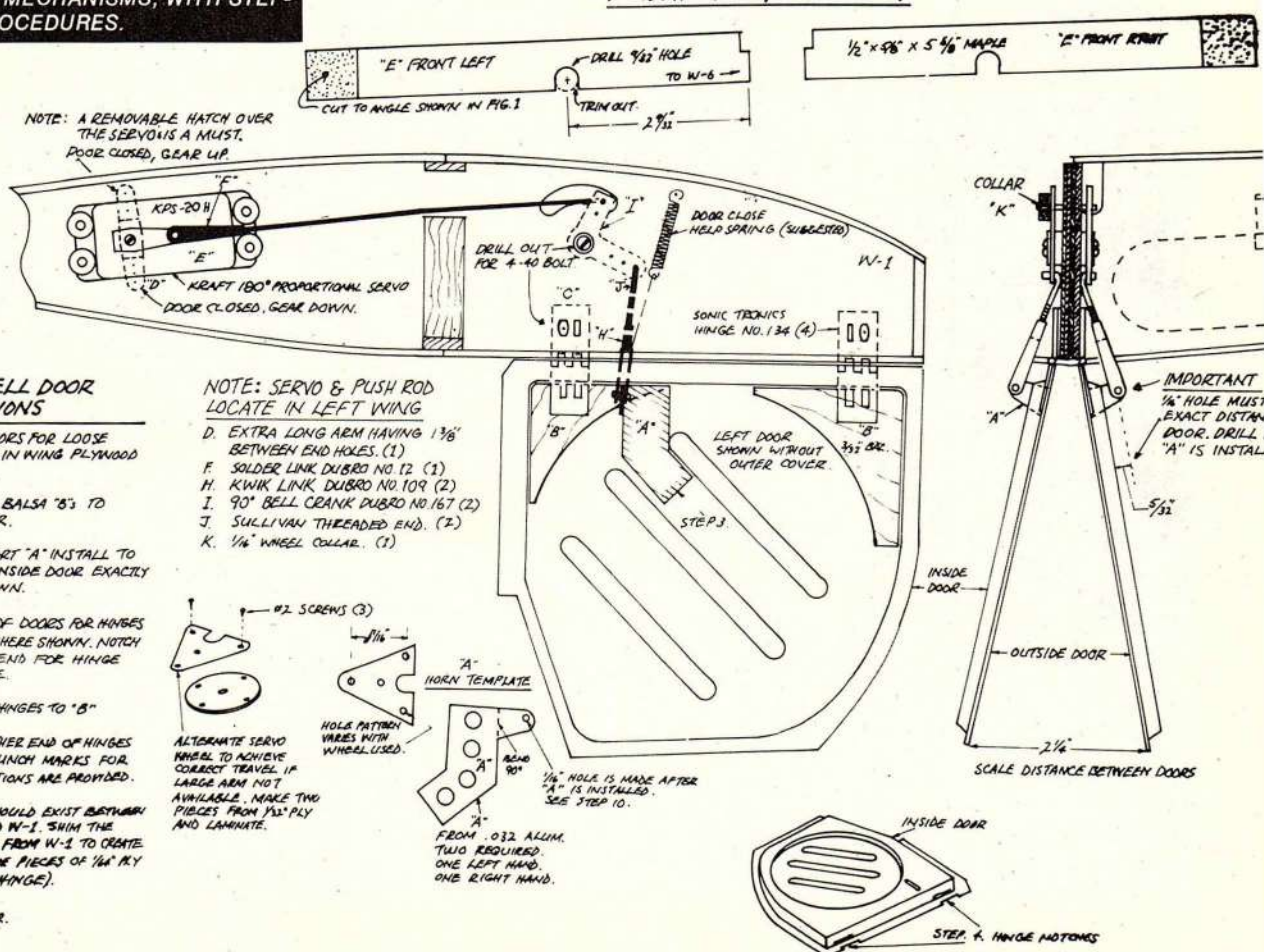 MECHANISMS, WITH STEP-
OCEDURES.
"E" FRONT LEFT
DRILL 9/32" HOLE
TO W-6
CUT TO ANGLE SHOWN IN FIG. 1
TRIM OUT.
2 9/32
1/2" x 5/8" x 5 5/8" MAPLE
"E" FRONT RIGHT
NOTE: A REMOVABLE HATCH OVER
THE SERVO IS A MUST.
DOOR CLOSED, GEAR UP.
"F"
KPS-20 H
"E"
"D"
KRAFT 180° PROPORTIONAL SERVO
DOOR CLOSED, GEAR DOWN.
"I"
DRILL OUT
FOR 4-40 BOLT.
"C"
"J"
"H"
DOOR CLOSE
HELP SPRING (SUGGESTED)
W-1
SONIC TRONICS
HINGE NO. 134 (4)
COLLAR
"K"
"A"
IMPORTANT
1/16" HOLE MUST
EXACT DISTAN
DOOR. DRILL
"A" IS INSTAL
5/32"
ELL DOOR
IONS
ORS FOR LOOSE
IN WING PLYWOOD
BALSA "B's TO
R.
RT "A" INSTALL TO
INSIDE DOOR EXACTLY
WN.
OF DOORS FOR HINGES
HERE SHOWN. NOTCH
END FOR HINGE
E.
HINGES TO "B"
HER END OF HINGES
UNCH MARKS FOR
TIONS ARE PROVIDED.
OULD EXIST BETWEEN
D W-1. SHIM THE
FROM W-1 TO CREATE
E PIECES OF 1/64" PLY
HINGE).
R.
NOTE: SERVO & PUSH ROD
LOCATE IN LEFT WING
D. EXTRA LONG ARM HAVING 1 3/8"
BETWEEN END HOLES. (1)
F. SOLDER LINK DUBRO NO. 12 (1)
H. KWIK LINK DUBRO NO. 109 (2)
I. 90° BELL CRANK DUBRO NO. 167 (2)
J. SULLIVAN THREADED END. (2)
K. 1/16" WHEEL COLLAR. (1)
"B"
"A"
LEFT DOOR
SHOWN WITHOUT
OUTER COVER.
"B"
3/32" BAL.
STEP 3.
INSIDE
DOOR
OUTSIDE DOOR
2 1/4"
SCALE DISTANCE BETWEEN DOORS
#2 SCREWS (3)
ALTERNATE SERVO
WHEEL TO ACHIEVE
CORRECT TRAVEL IF
LARGE ARM NOT
AVAILABLE. MAKE TWO
PIECES FROM 1/32" PLY
AND LAMINATE.
HOLE PATTERN
VARIES WITH
WHEEL USED.
"A"
HORN TEMPLATE
"A"
BEND
90°
1/16" HOLE IS MADE AFTER
"A" IS INSTALLED.
SEE STEP 10.
"A"
FROM .032 ALUM.
TWO REQUIRED.
ONE LEFT HAND.
ONE RIGHT HAND.
INSIDE DOOR
STEP. 4. HINGE NOTCHES